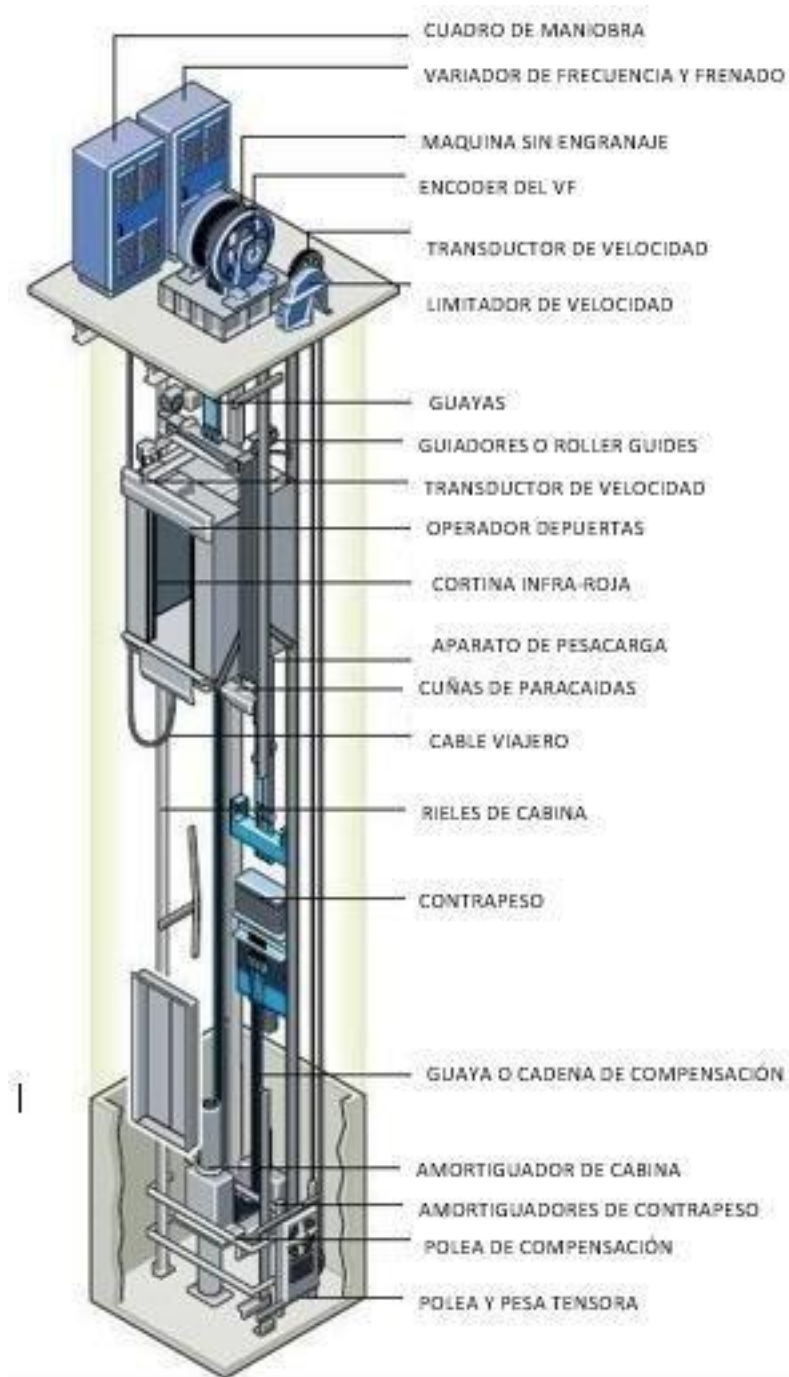 CUADRO DE MANIOBRA
VARIADOR DE FRECUENCIA Y FRENADO
MAQUINA SIN ENGRANAJE
ENCODER DEL VF
TRANSDUCTOR DE VELOCIDAD
LIMITADOR DE VELOCIDAD
GUAYAS
GUIADORES O ROLLER GUIDES
TRANSDUCTOR DE VELOCIDAD
OPERADOR DEPUERTAS
CORTINA INFRA-ROJA
APARATO DE PESACARGA
CUÑAS DE PARACAIDAS
CABLE VIAJERO
RIELES DE CABINA
CONTRAPESO
GUAYA O CADENA DE COMPENSACIÓN
AMORTIGUADOR DE CABINA
AMORTIGUADORES DE CONTRAPESO
POLEA DE COMPENSACIÓN
POLEA Y PESA TENSORA